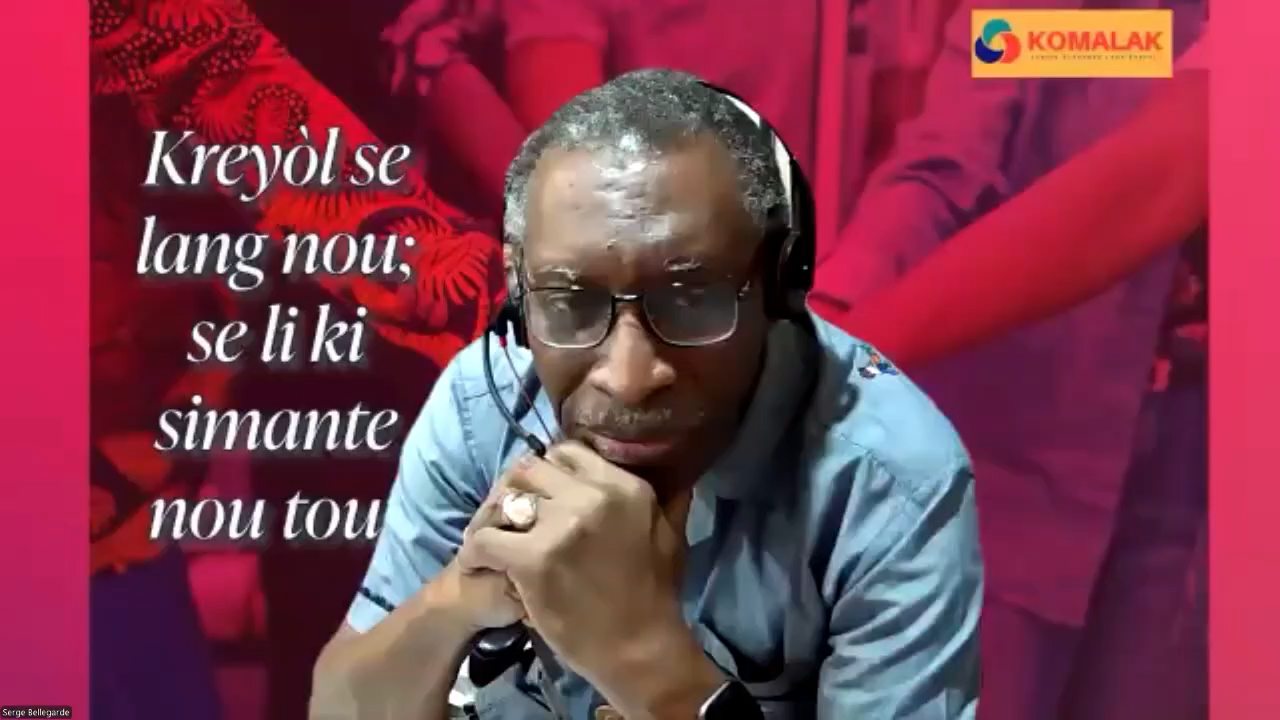 Kreyòl se
lang nou;
se li ki
simante
nou tou
KOMALAK
Serge Bellegarde